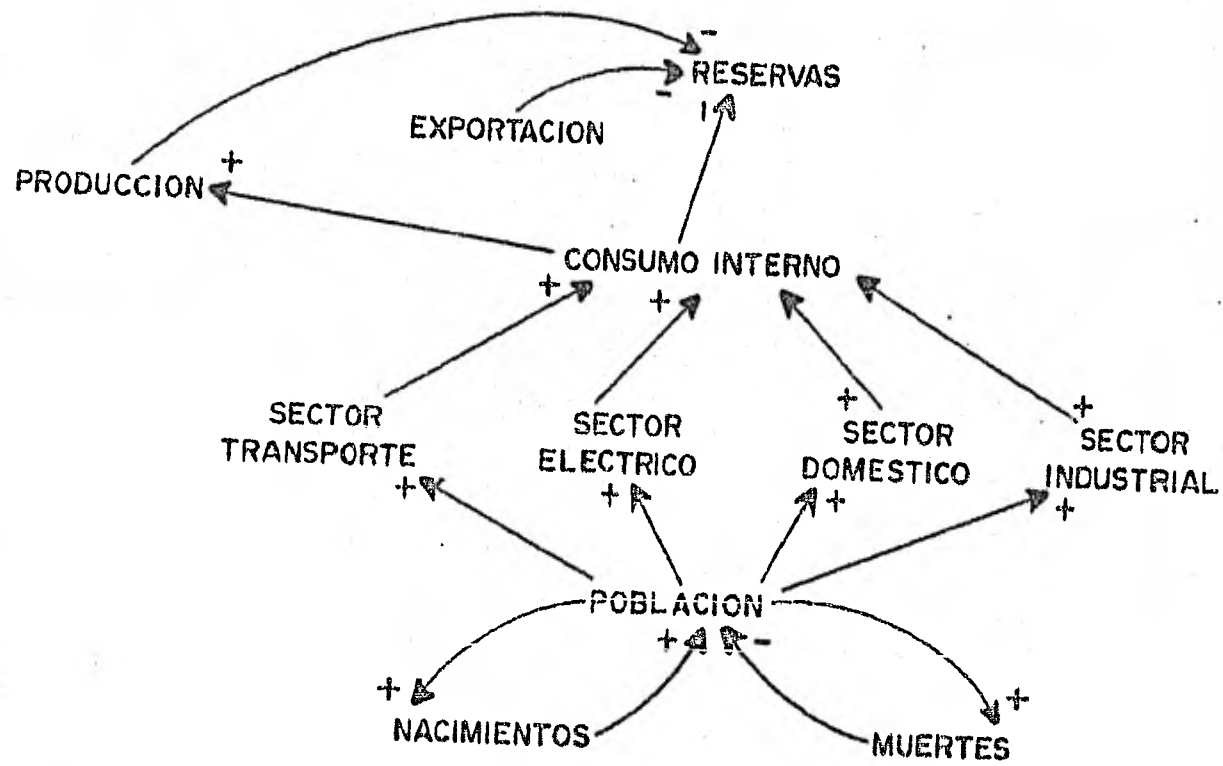 -
RESERVAS
-
EXPORTACION
+
PRODUCCION
CONSUMO INTERNO
+
+
SECTOR
TRANSPORTE
+
SECTOR
ELECTRICO
+
+
SECTOR
DOMESTICO
+
+
SECTOR
INDUSTRIAL
+
POBLACION
+
-
+
NACIMIENTOS
+
MUERTES